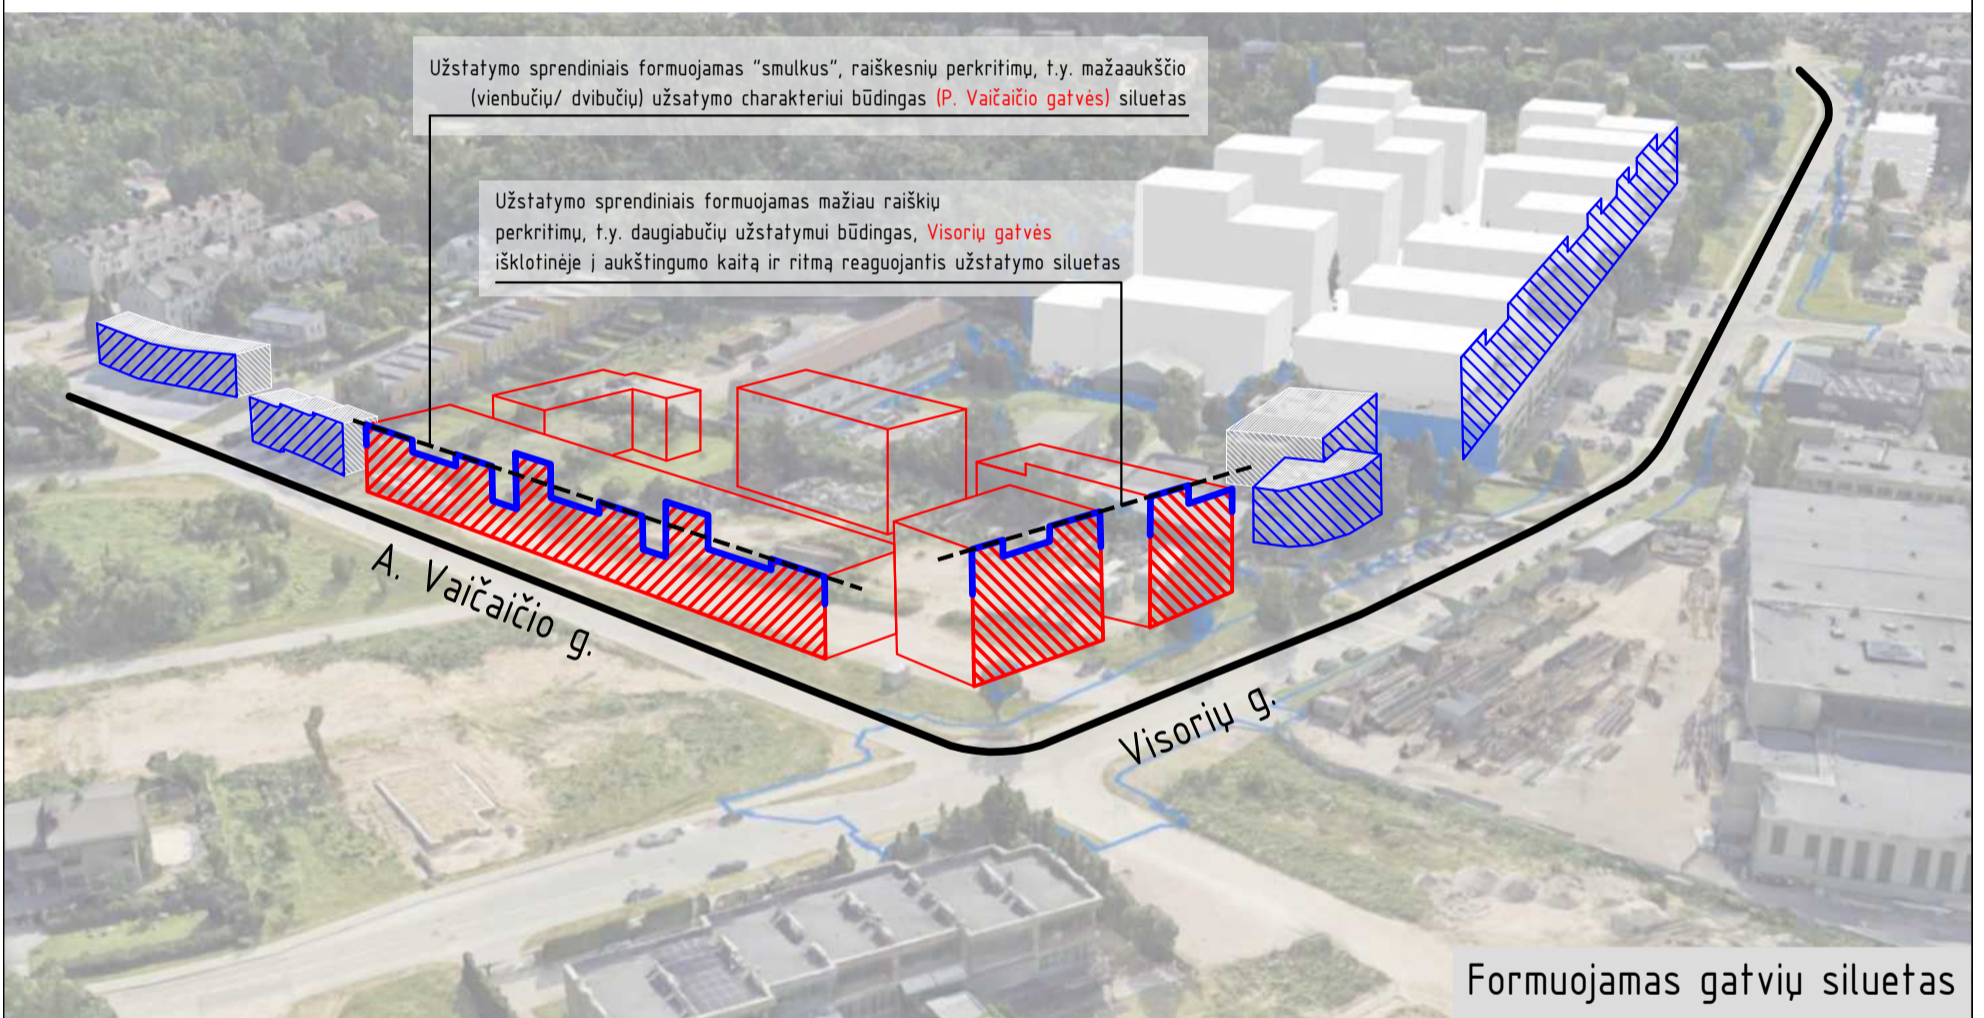 Užstatymo sprendiniais formuojamas "smulkus", raiškesnių perkritimų, t.y. mažaaukščio
(vienbučių/ dvibučių) užsatymo charakteriui būdingas (P. Vaičaičio gatvės) siluetas
Užstatymo sprendiniais formuojamas mažiau raiškių
perkritimų, t.y. daugiabučių užstatymui būdingas, Visorių gatvės
išklotinėje į aukštingumo kaitą ir ritmą reaguojantis užstatymo siluetas
A. Vaičaičio g.
Visorių g.
Formuojamas gatvių siluetas